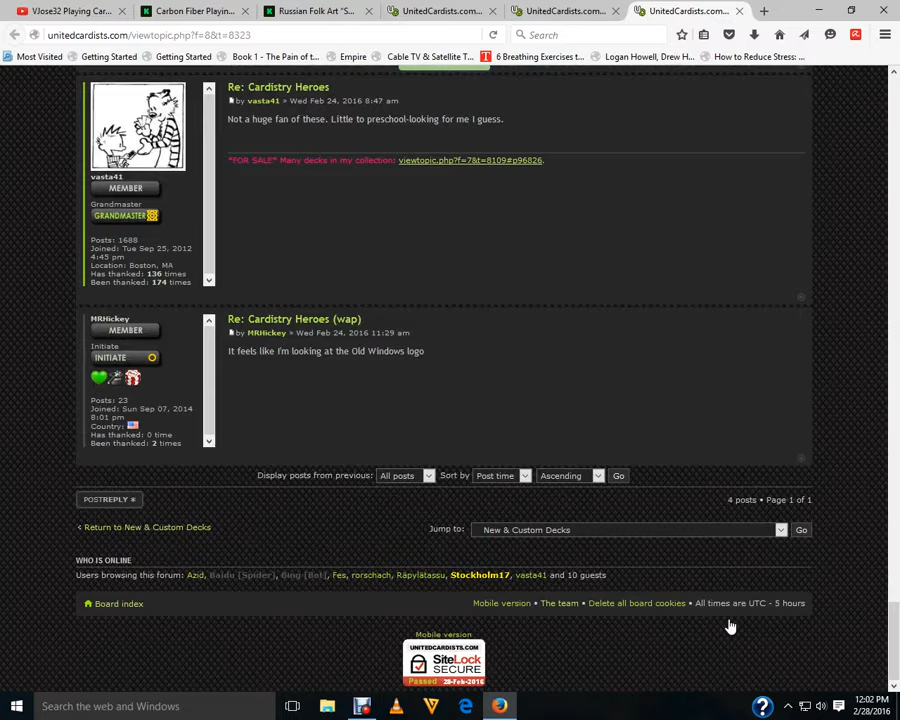 VJose32 Playing Car...
Carbon Fiber Playin...
Russian Folk Art "S...
UnitedCardists.com...
UnitedCardists.com...
UnitedCardists.com...
unitedcardists.com/viewtopic.php?f=8&t=8323
Search
Most Visited
Getting Started
Getting Started
Book 1 - The Pain of t...
Empire
Cable TV & Satellite T...
6 Breathing Exercises t...
Logan Howell, Drew H...
How to Reduce Stress: ...
Re: Cardistry Heroes
by vasta41 » Wed Feb 24, 2016 8:47 am
Not a huge fan of these. Little to preschool-looking for me I guess.
*FOR SALE* Many decks in my collection: viewtopic.php?f=7&t=8109#p96826.
vasta41
MEMBER
Grandmaster
GRANDMASTER
Posts: 1688
Joined: Tue Sep 25, 2012
4:45 pm
Location: Boston, MA
Has thanked: 136 times
Been thanked: 174 times
MRHickey
MEMBER
Initiate
INITIATE
Posts: 23
Joined: Sun Sep 07, 2014
8:01 pm
Country:
Has thanked: 0 time
Been thanked: 2 times
Re: Cardistry Heroes (wap)
by MRHickey » Wed Feb 24, 2016 11:29 am
It feels like I'm looking at the Old Windows logo
Display posts from previous: All posts Sort by Post time Ascending Go
POSTREPLY
4 posts • Page 1 of 1
Return to New & Custom Decks
Jump to: New & Custom Decks Go
WHO IS ONLINE
Users browsing this forum: Azid, Baidu [Spider], Bing [Bot], Fes, rorschach, Räpylätassu, Stockholm17, vasta41 and 10 guests
Board index
Mobile version • The team • Delete all board cookies • All times are UTC - 5 hours
Mobile version
UNITEDCARDISTS.COM
SiteLock
SECURE
Passed 28-Feb-2016
Search the web and Windows
12:02 PM
2/28/2016